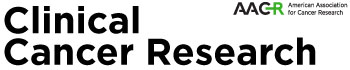 Clinical
Cancer Research
AACR American Association
for Cancer Research